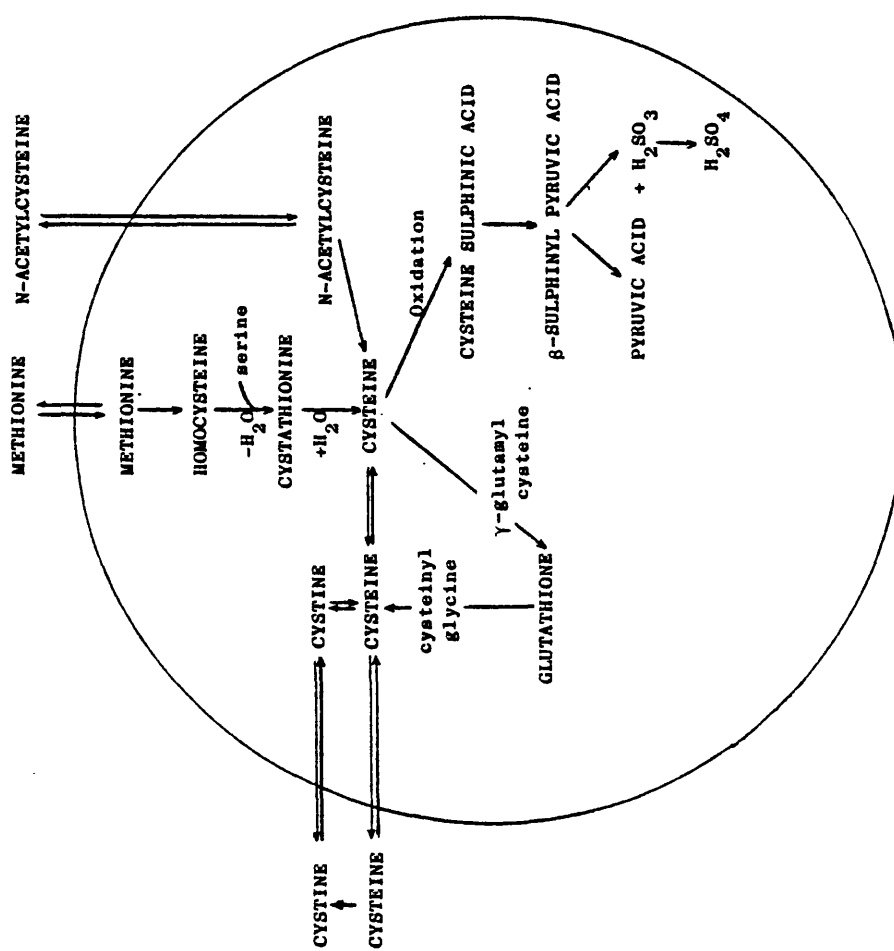 METHIONINE
N-ACETYLCYSTEINE
METHIONINE
HOMOCYSTEINE
-H2O serine
CYSTATHIONINE
+H2O
N-ACETYLCYSTEINE
CYSTINE
CYSTINE
CYSTEINE
CYSTEINE
CYSTEINE
Oxidation
cysteinyl
glycine
γ-glutamyl
cysteine
CYSTEINE SULPHINIC ACID
GLUTATHIONE
β-SULPHINYL PYRUVIC ACID
PYRUVIC ACID + H2SO3
H2SO4